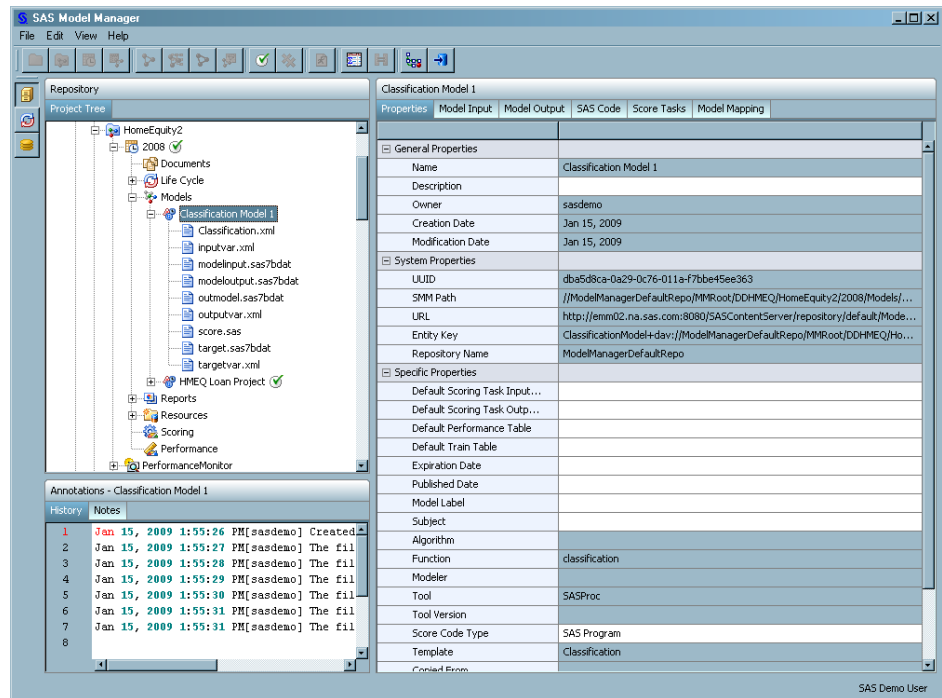 SAS Model Manager
File Edit View Help
Repository
Project Tree
HomeEquity2
2008
Documents
Life Cycle
Models
Classification Model 1
Classification.xml
inputvar.xml
modelinput.sas7bdat
modeloutput.sas7bdat
outmodel.sas7bdat
outputvar.xml
score.sas
target.sas7bdat
targetvar.xml
HMEQ Loan Project
Reports
Resources
Scoring
Performance
PerformanceMonitor
Annotations - Classification Model 1
History Notes
1 Jan 15, 2009 1:55:26 PM[sasdemo] Created
2 Jan 15, 2009 1:55:27 PM[sasdemo] The fil
3 Jan 15, 2009 1:55:28 PM[sasdemo] The fil
4 Jan 15, 2009 1:55:29 PM[sasdemo] The fil
5 Jan 15, 2009 1:55:30 PM[sasdemo] The fil
6 Jan 15, 2009 1:55:31 PM[sasdemo] The fil
7 Jan 15, 2009 1:55:31 PM[sasdemo] The fil
8
Classification Model 1
Properties Model Input Model Output SAS Code Score Tasks Model Mapping
General Properties
Name Classification Model 1
Description
Owner sasdemo
Creation Date Jan 15, 2009
Modification Date Jan 15, 2009
System Properties
UUID dba5d8ca-0a29-0c76-011a-f7bbe45ee363
SMM Path //ModelManagerDefaultRepo/MMRoot/DDHMEQ/HomeEquity2/2008/Models/...
URL http://emm02.na.sas.com:8080/SASContentServer/repository/default/Mode...
Entity Key ClassificationModel+dav://ModelManagerDefaultRepo/MMRoot/DDHMEQ/Ho...
Repository Name ModelManagerDefaultRepo
Specific Properties
Default Scoring Task Input...
Default Scoring Task Outp...
Default Performance Table
Default Train Table
Expiration Date
Published Date
Model Label
Subject
Algorithm
Function classification
Modeler
Tool SASProc
Tool Version
Score Code Type SAS Program
Template Classification
Copied From
SAS Demo User